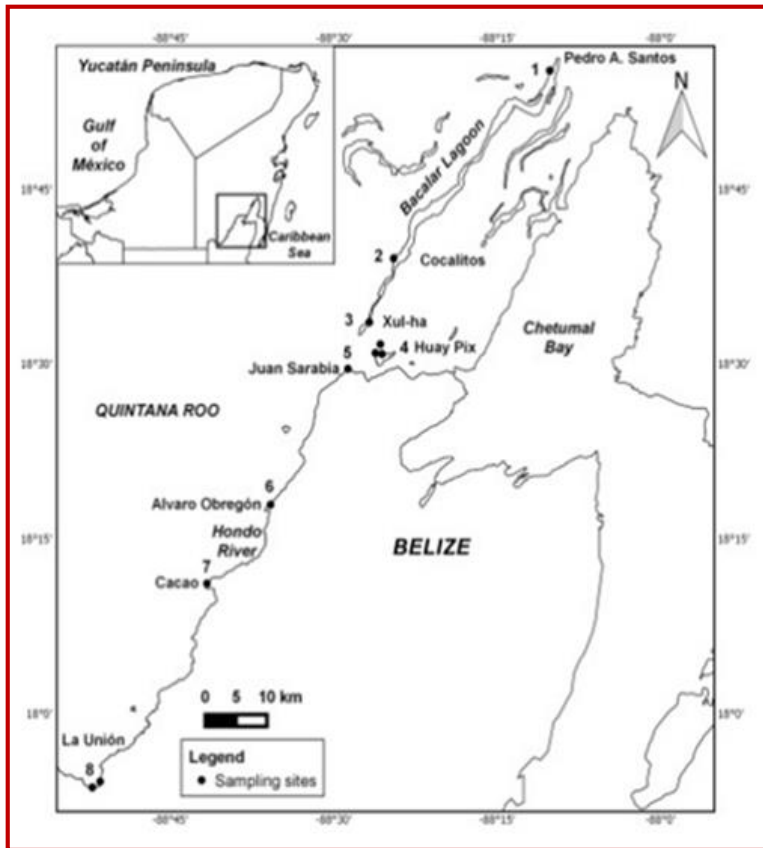 -88°45'
-88°30'
-88°15'
-88°0'
Yucatán Península
Gulf
of
México
Caribbean
Sea
Pedro A. Santos
1
N
Bacalar Lagoon
18°45'
18°45'
2
Cocalitos
3
Xul-ha
4 Huay Pix
Chetumal
Bay
18°30'
5
Juan Sarabia
18°30'
QUINTANA ROO
6
Alvaro Obregón
Hondo
River
BELIZE
18°15'
18°15'
7
Cacao
0 5 10 km
18°0'
18°0'
La Unión
8
Legend
Sampling sites
-88°45'
-88°30'
-88°15'
-88°0'